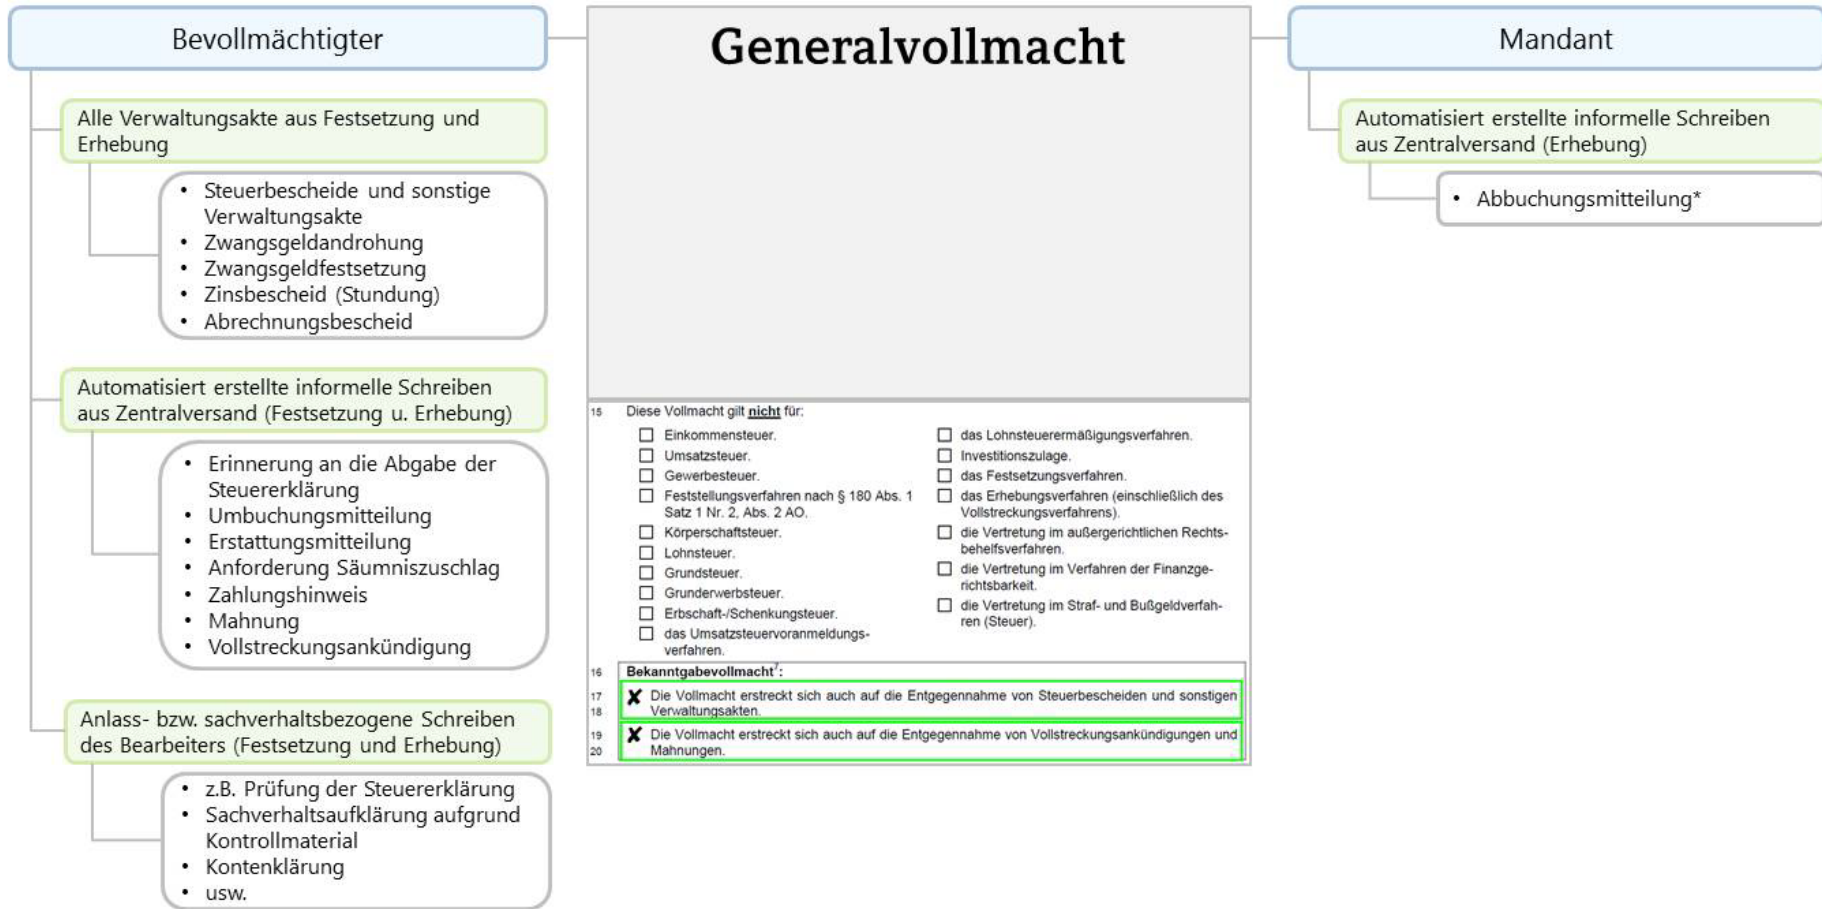 Bevollmächtigter
Alle Verwaltungsakte aus Festsetzung und
Erhebung
• Steuerbescheide und sonstige
Verwaltungsakte
• Zwangsgeldandrohung
• Zwangsgeldfestsetzung
• Zinsbescheid (Stundung)
• Abrechnungsbescheid
Automatisiert erstellte informelle Schreiben
aus Zentralversand (Festsetzung u. Erhebung)
• Erinnerung an die Abgabe der
Steuererklärung
• Umbuchungsmitteilung
• Erstattungsmitteilung
• Anforderung Säumniszuschlag
• Zahlungshinweis
• Mahnung
• Vollstreckungsankündigung
Anlass- bzw. sachverhaltsbezogene Schreiben
des Bearbeiters (Festsetzung und Erhebung)
• z.B. Prüfung der Steuererklärung
• Sachverhaltsaufklärung aufgrund
Kontrollmaterial
• Kontenklärung
• usw.
Generalvollmacht
15 Diese Vollmacht gilt nicht für:
Einkommensteuer.
Umsatzsteuer.
Gewerbesteuer.
Feststellungsverfahren nach § 180 Abs. 1
Satz 1 Nr. 2, Abs. 2 AO.
Körperschaftsteuer.
Lohnsteuer.
Grundsteuer.
Grunderwerbsteuer.
Erbschaft-/Schenkungsteuer.
das Umsatzsteuervoranmeldungs-
verfahren.
das Lohnsteuerermäßigungsverfahren.
Investitionszulage.
das Festsetzungsverfahren.
das Erhebungsverfahren (einschließlich des
Vollstreckungsverfahrens).
die Vertretung im außergerichtlichen Rechts-
behelfsverfahren.
die Vertretung im Verfahren der Finanzge-
richtsbarkeit.
die Vertretung im Straf- und Bußgeldverfah-
ren (Steuer).
16 Bekanntgabevollmacht7:
17 ✘ Die Vollmacht erstreckt sich auch auf die Entgegennahme von Steuerbescheiden und sonstigen
18 Verwaltungsakten.
19 ✘ Die Vollmacht erstreckt sich auch auf die Entgegennahme von Vollstreckungsankündigungen und
20 Mahnungen.
Mandant
Automatisiert erstellte informelle Schreiben
aus Zentralversand (Erhebung)
• Abbuchungsmitteilung*